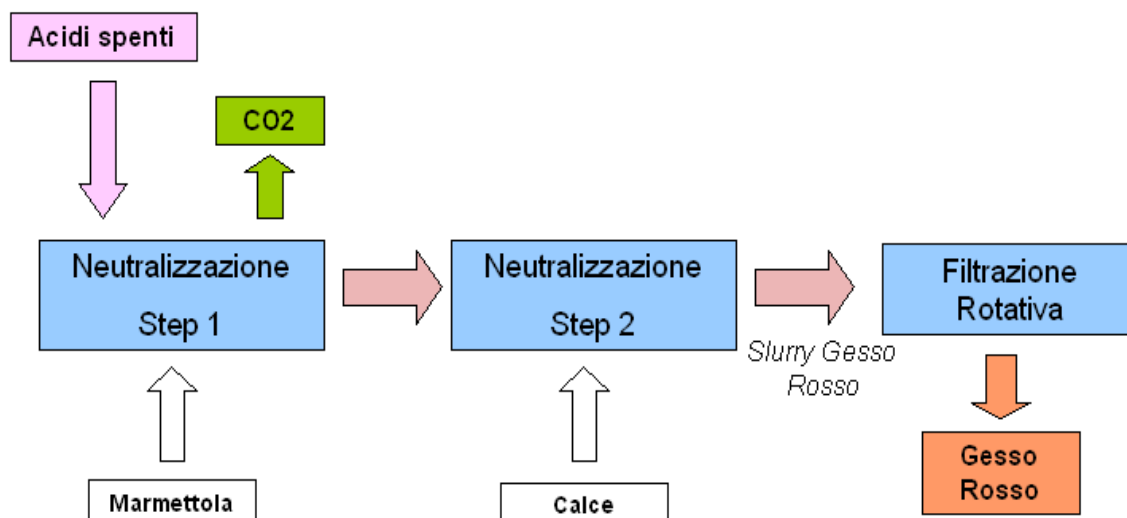 Acidi spenti
CO2
Neutralizzazione
Step 1
Neutralizzazione
Step 2
Filtrazione
Rotativa
Slurry Gesso
Rosso
Marmettola
Calce
Gesso
Rosso